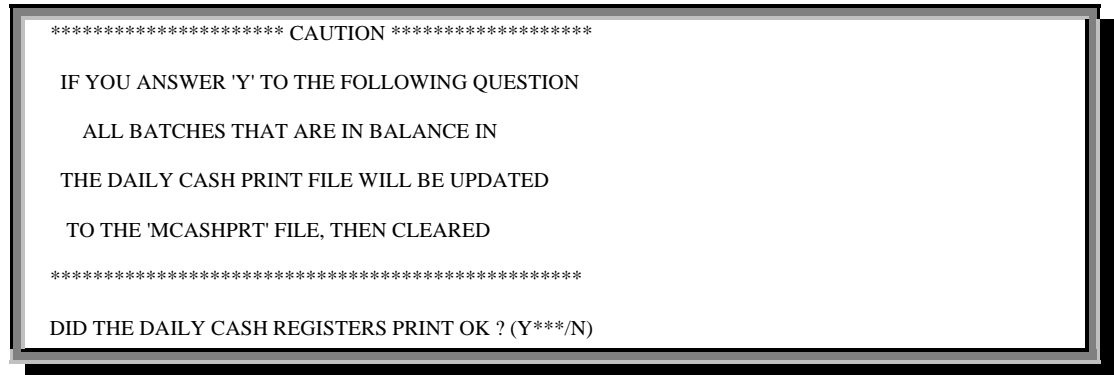 ********************** CAUTION *******************
IF YOU ANSWER 'Y' TO THE FOLLOWING QUESTION
ALL BATCHES THAT ARE IN BALANCE IN
THE DAILY CASH PRINT FILE WILL BE UPDATED
TO THE 'MCASHPRT' FILE, THEN CLEARED
**************************************************
DID THE DAILY CASH REGISTERS PRINT OK ? (Y***/N)